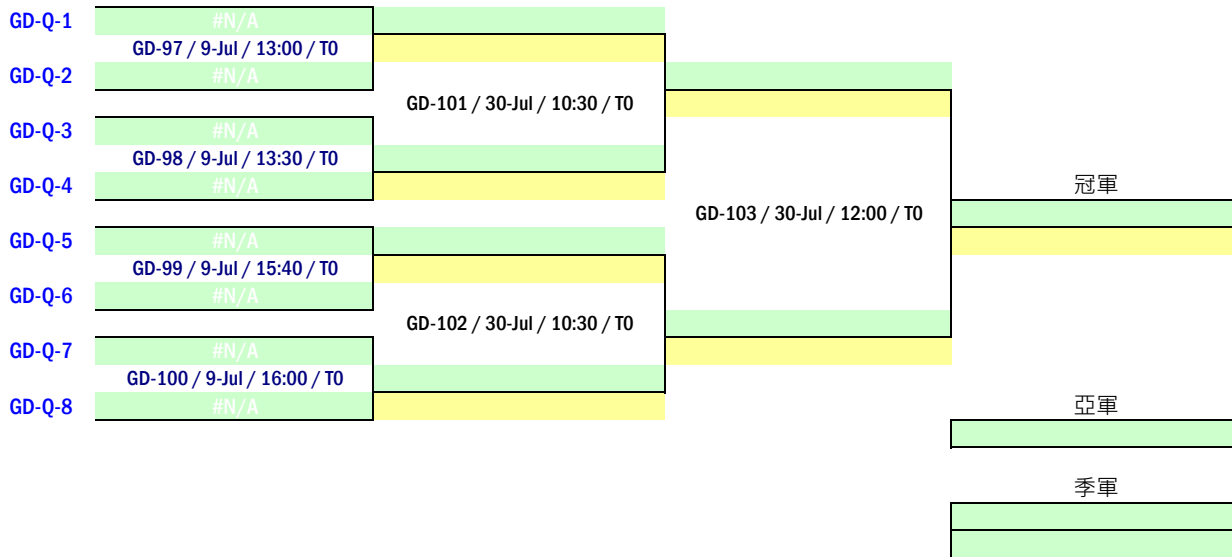 GD-Q-1 #N/A
GD-97 / 9-Jul / 13:00 / T0
GD-Q-2 #N/A
GD-101 / 30-Jul / 10:30 / T0
GD-Q-3 #N/A
GD-98 / 9-Jul / 13:30 / T0
GD-Q-4 #N/A
冠軍
GD-103 / 30-Jul / 12:00 / T0
GD-Q-5 #N/A
GD-99 / 9-Jul / 15:40 / T0
GD-Q-6 #N/A
GD-102 / 30-Jul / 10:30 / T0
GD-Q-7 #N/A
GD-100 / 9-Jul / 16:00 / T0
GD-Q-8 #N/A
亞軍
季軍